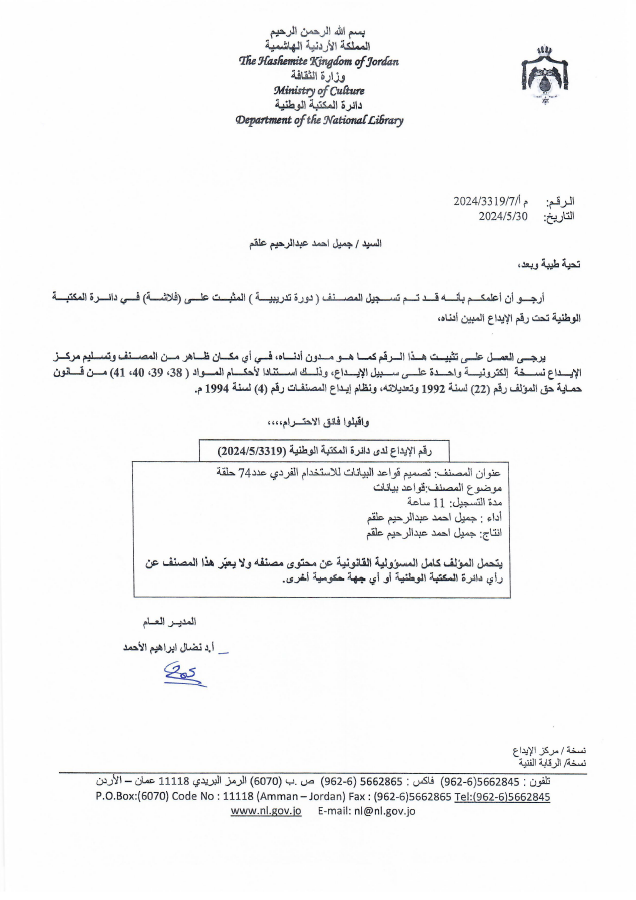 بسم الله الرحمن الرحيم
المملكة الأردنية الهاشمية
The Hashemite Kingdom of Jordan
وزارة الثقافة
Ministry of Culture
دائرة المكتبة الوطنية
Department of the National Library
الرقم: م أ/7/2024/3319
التاريخ: 2024/5/30
السيد / جميل احمد عبدالرحيم علقم
تحية طيبة وبعد،
أرجو أن أعلمكم بأنه قد تم تسجيل المصنف ( دورة تدريبية ) المثبت على (فلاشة) في دائرة المكتبة
الوطنية تحت رقم الإيداع المبين أدناه،
يرجى العمل على تثبيت هذا الرقم كما هو مدون أدناه، في أي مكان ظاهر من المصنف وتسليم مركز
الإيداع نسخة إلكترونية واحدة على سبيل الإيداع، وذلك استنادا لأحكام المواد ( 38، 39، 40، 41) من قانون
حماية حق المؤلف رقم (22) لسنة 1992 وتعديلاته، ونظام إيداع المصنفات رقم (4) لسنة 1994 م.
واقبلوا فائق الاحترام،،،،
رقم الإيداع لدى دائرة المكتبة الوطنية (2024/5/3319)
عنوان المصنف: تصميم قواعد البيانات للاستخدام الفردي عدد74 حلقة
موضوع المصنف:قواعد بيانات
مدة التسجيل: 11 ساعة
أداء : جميل احمد عبدالرحيم علقم
انتاج: جميل احمد عبدالرحيم علقم
يتحمل المؤلف كامل المسؤولية القانونية عن محتوى مصنفه ولا يعبّر هذا المصنف عن
رأي دائرة المكتبة الوطنية أو أي جهة حكومية أخرى.
المدير العام
أ.د نضال ابراهيم الأحمد
نسخة / مركز الإيداع
نسخة/ الرقابة الفنية
تلفون : 5662845(6-962) فاكس : 5662865 (6-962) ص .ب (6070) الرمز البريدي 11118 عمان – الأردن
P.O.Box:(6070) Code No : 11118 (Amman – Jordan) Fax : (962-6)5662865 Tel:(962-6)5662845
www.nl.gov.jo E-mail: nl@nl.gov.jo